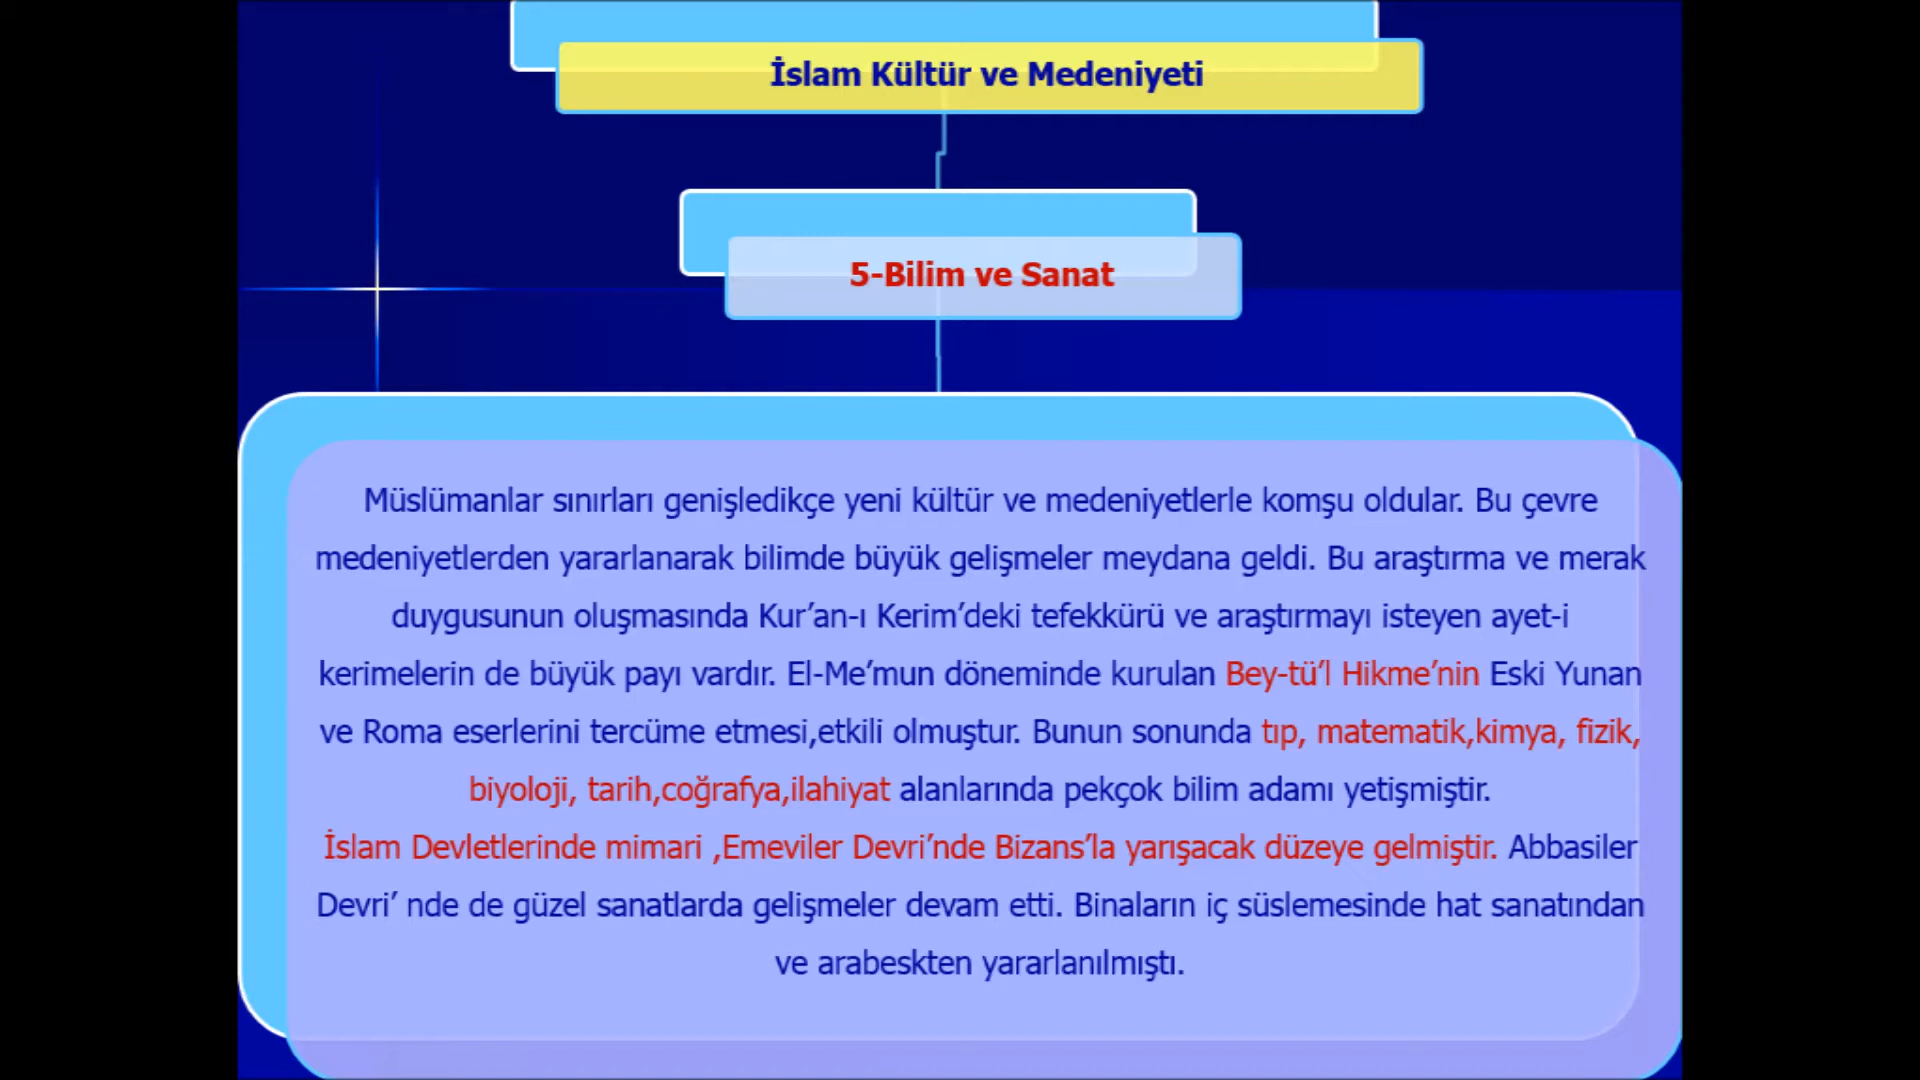 İslam Kültür ve Medeniyeti
5-Bilim ve Sanat
Müslümanlar sınırları genişledikçe yeni kültür ve medeniyetlerle komşu oldular. Bu çevre
medeniyetlerden yararlanarak bilimde büyük gelişmeler meydana geldi. Bu araştırma ve merak
duygusunun oluşmasında Kur’an-ı Kerim’deki tefekkürü ve araştırmayı isteyen ayet-i
kerimelerin de büyük payı vardır. El-Me’mun döneminde kurulan Bey-tü’l Hikme’nin Eski Yunan
ve Roma eserlerini tercüme etmesi,etkili olmuştur. Bunun sonunda tıp, matematik,kimya, fizik,
biyoloji, tarih,coğrafya,ilahiyat alanlarında pekçok bilim adamı yetişmiştir.
İslam Devletlerinde mimari ,Emeviler Devri’nde Bizans’la yarışacak düzeye gelmiştir. Abbasiler
Devri’ nde de güzel sanatlarda gelişmeler devam etti. Binaların iç süslemesinde hat sanatından
ve arabeskten yararlanılmıştı.